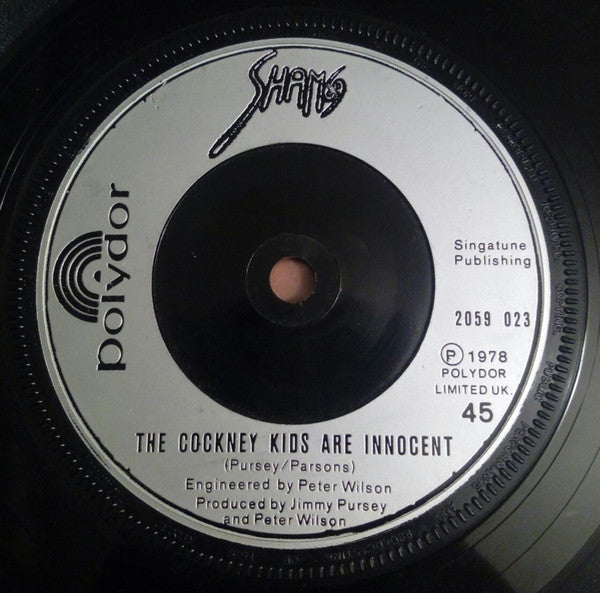 SHAM69
polydor
Singatune
Publishing
2059 023
Ⓟ 1978
POLYDOR
LIMITED UK.
45
THE COCKNEY KIDS ARE INNOCENT
(Pursey/Parsons)
Engineered by Peter Wilson
Produced by Jimmy Pursey
and Peter Wilson